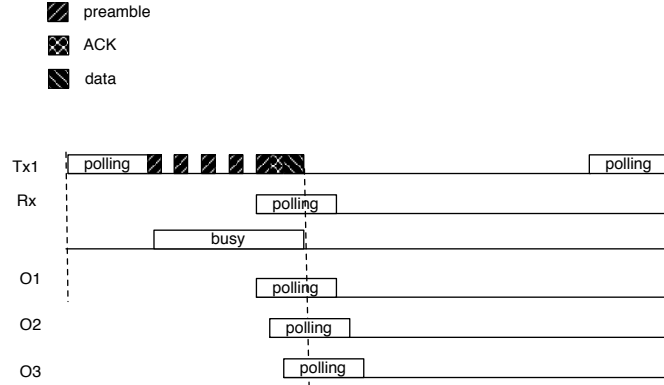 preamble
ACK
data
Tx1 polling polling
Rx polling
busy
O1 polling
O2 polling
O3 polling